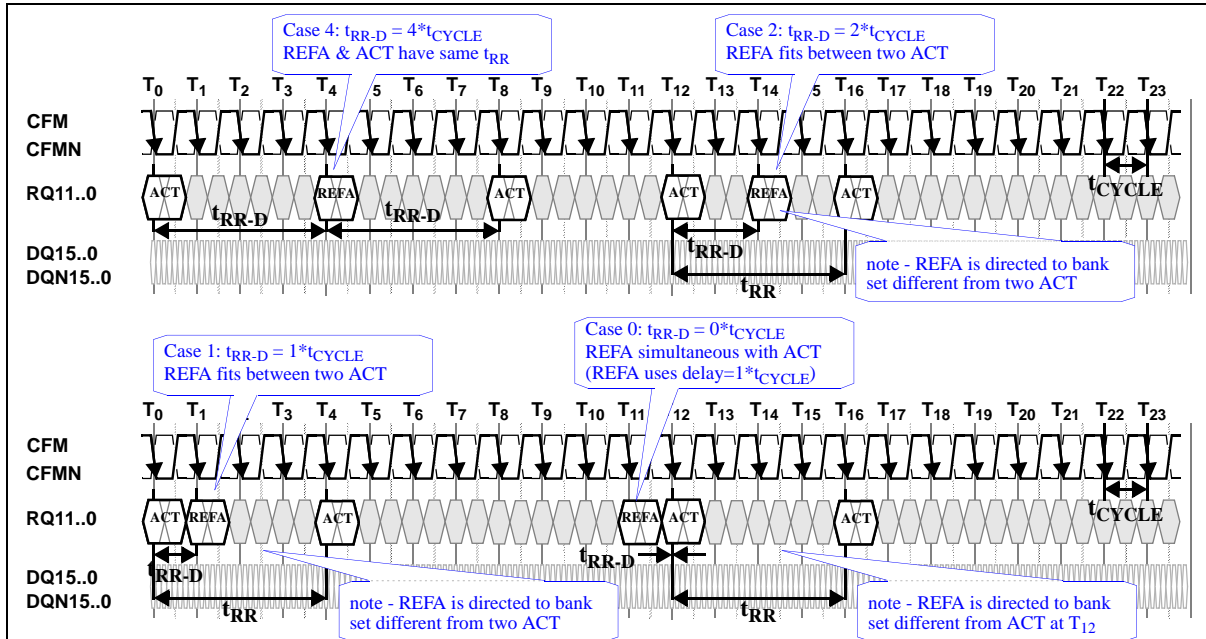 Case 4: tRR-D = 4*tCYCLE
REFA & ACT have same tRR
Case 2: tRR-D = 2*tCYCLE
REFA fits between two ACT
T0 T1 T2 T3 T4 5 T6 T7 T8 T9 T10 T11 T12 T13 T14 5 T16 T17 T18 T19 T20 T21 T22 T23
CFM
CFMN
RQ11..0
ACT REFA ACT ACT REFA ACT
tCYCLE
tRR-D tRR-D
tRR-D
DQ15..0
DQN15..0
tRR
note - REFA is directed to bank
set different from two ACT
Case 1: tRR-D = 1*tCYCLE
REFA fits between two ACT
Case 0: tRR-D = 0*tCYCLE
REFA simultaneous with ACT
(REFA uses delay=1*tCYCLE)
T0 T1 2 T3 T4 T5 T6 T7 T8 T9 T10 T11 12 T13 T14 T15 T16 T17 T18 T19 T20 T21 T22 T23
CFM
CFMN
RQ11..0
ACT REFA ACT REFA ACT ACT
tCYCLE
tRR-D tRR-D
DQ15..0
DQN15..0
tRR tRR
note - REFA is directed to bank
set different from two ACT
note - REFA is directed to bank
set different from ACT at T12